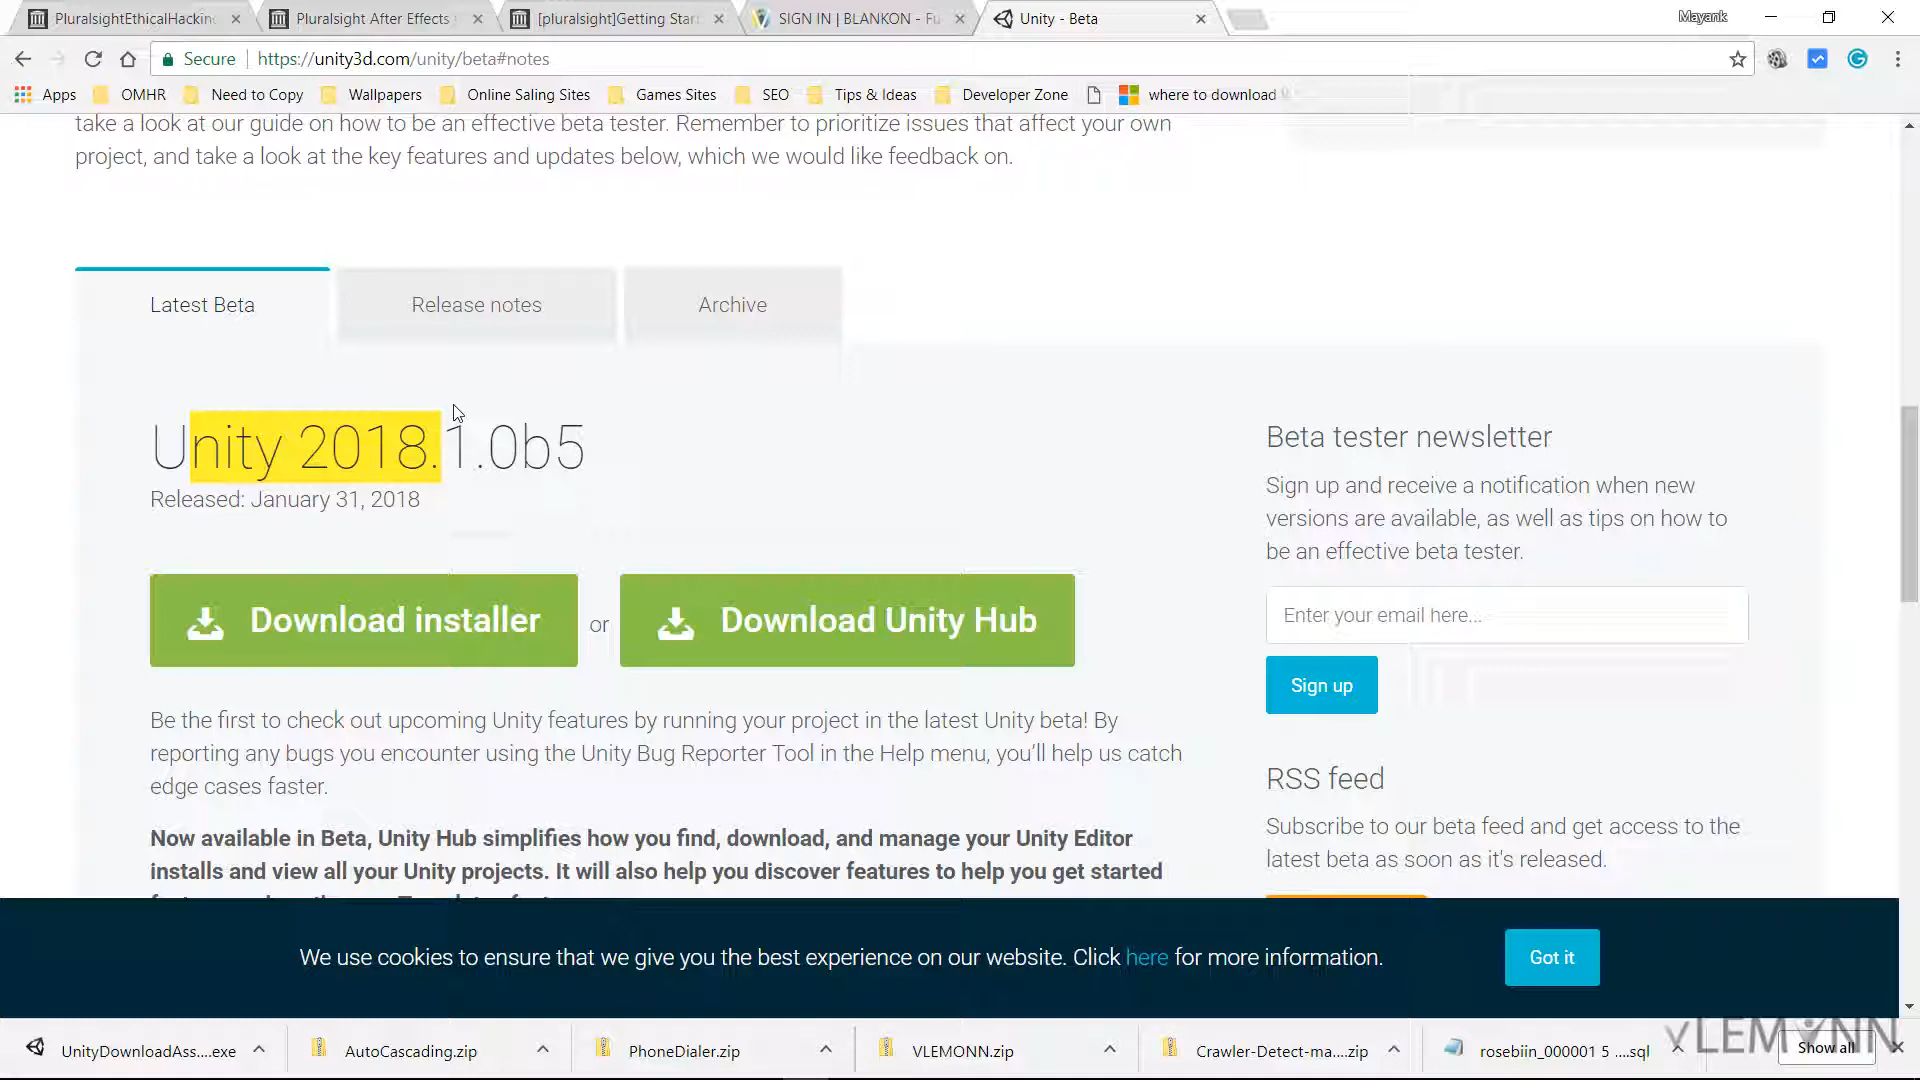 PluralsightEthicalHackin
Pluralsight After Effects
[pluralsight]Getting Star
SIGN IN | BLANKON - Fu
Unity - Beta
Mayank
Secure
https://unity3d.com/unity/beta#notes
Apps
OMHR
Need to Copy
Wallpapers
Online Saling Sites
Games Sites
SEO
Tips & Ideas
Developer Zone
where to download
take a look at our guide on how to be an effective beta tester. Remember to prioritize issues that affect your own
project, and take a look at the key features and updates below, which we would like feedback on.
Latest Beta
Release notes
Archive
Unity 2018.1.0b5
Released: January 31, 2018
Download installer
or
Download Unity Hub
Be the first to check out upcoming Unity features by running your project in the latest Unity beta! By
reporting any bugs you encounter using the Unity Bug Reporter Tool in the Help menu, you'll help us catch
edge cases faster.
Now available in Beta, Unity Hub simplifies how you find, download, and manage your Unity Editor
installs and view all your Unity projects. It will also help you discover features to help you get started
Beta tester newsletter
Sign up and receive a notification when new
versions are available, as well as tips on how to
be an effective beta tester.
Enter your email here...
Sign up
RSS feed
Subscribe to our beta feed and get access to the
latest beta as soon as it's released.
We use cookies to ensure that we give you the best experience on our website. Click here for more information.
Got it
UnityDownloadAss....exe
AutoCascading.zip
PhoneDialer.zip
VLEMONN.zip
Crawler-Detect-ma....zip
rosebiin_000001 5 ....sql
Show all
VLEMONN